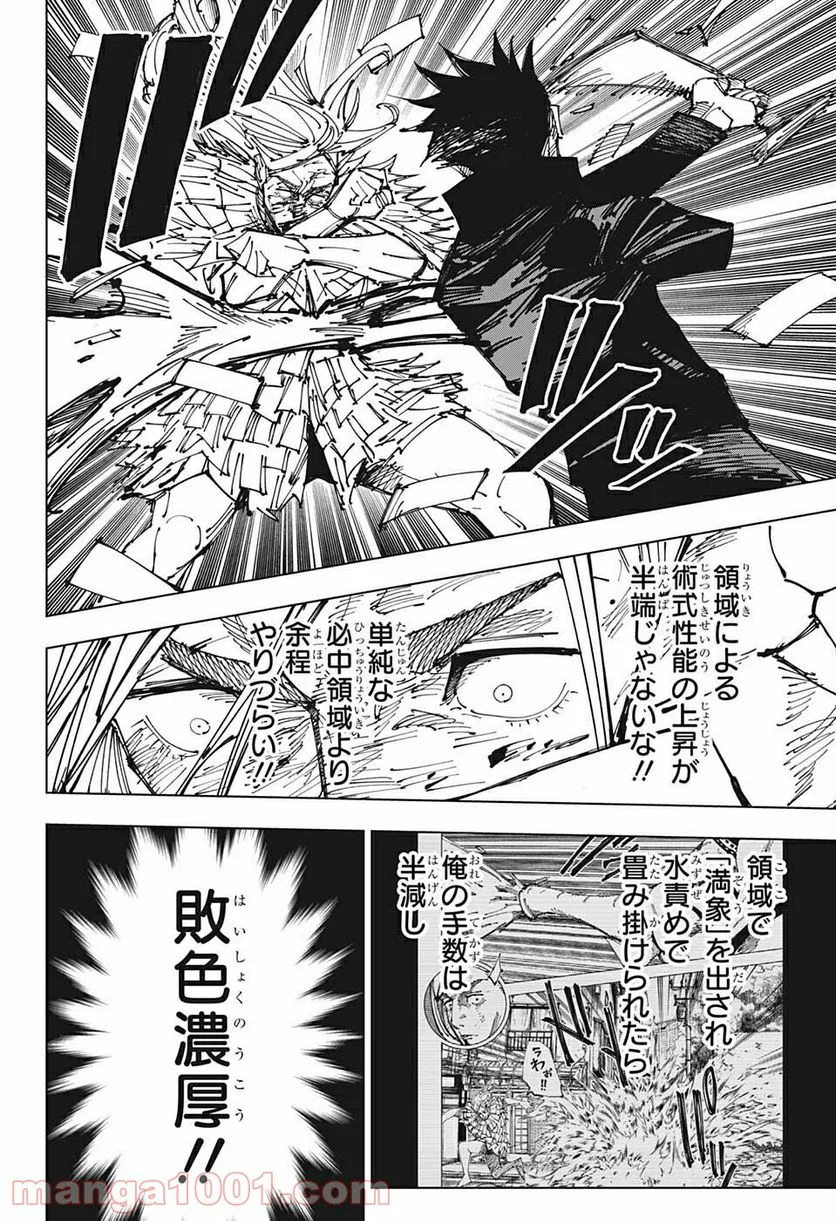 領域による
術式性能の上昇が
半端じゃないな!!
単純な
必中領域より
余程
やりづらい!!
領域で
「満象」を出され
水責めで
畳み掛けられたら
俺の手数は
半減し
うわぁ!!
敗色濃厚!!
manga1001.com